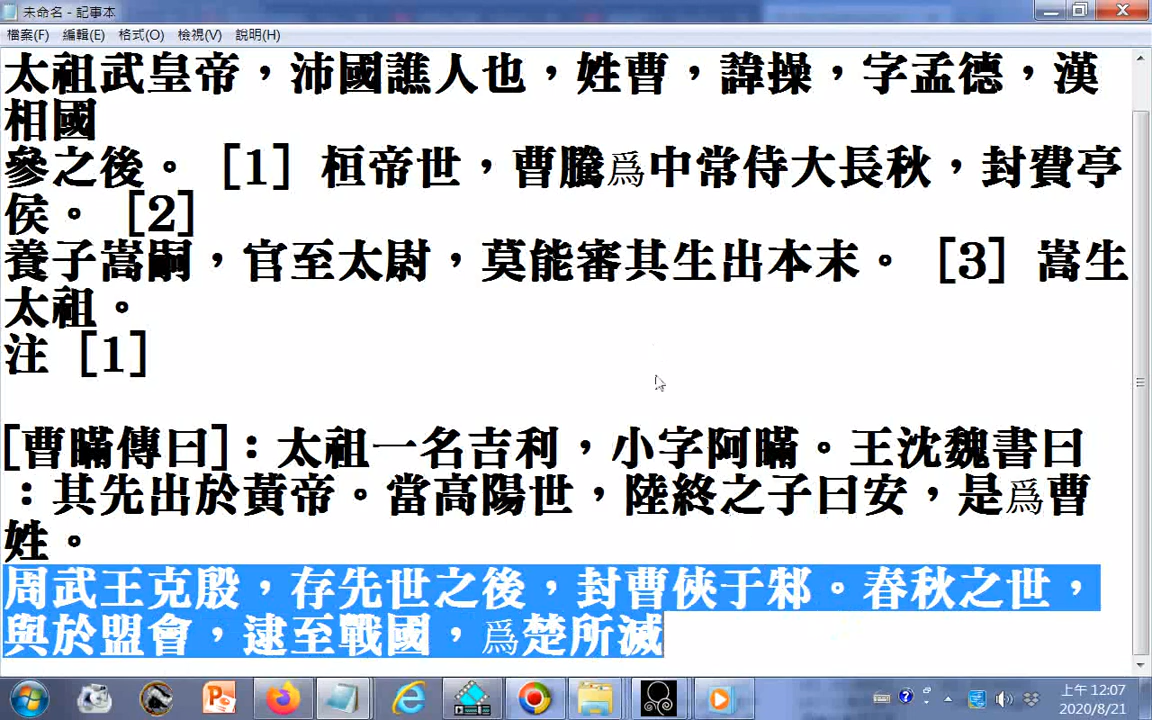 未命名 - 記事本
檔案(F) 編輯(E) 格式(O) 檢視(V) 說明(H)
太祖武皇帝，沛國譙人也，姓曹，諱操，字孟德，漢
相國
參之後。 [1] 桓帝世，曹騰爲中常侍大長秋，封費亭
侯。 [2]
養子嵩嗣，官至太尉，莫能審其生出本末。 [3] 嵩生
太祖。
注 [1]
[曹瞞傳曰]：太祖一名吉利，小字阿瞞。王沈魏書曰
：其先出於黃帝。當高陽世，陸終之子曰安，是爲曹
姓。
周武王克殷，存先世之後，封曹俠于邾。春秋之世，
與於盟會，逮至戰國，爲楚所滅
上午 12:07
2020/8/21